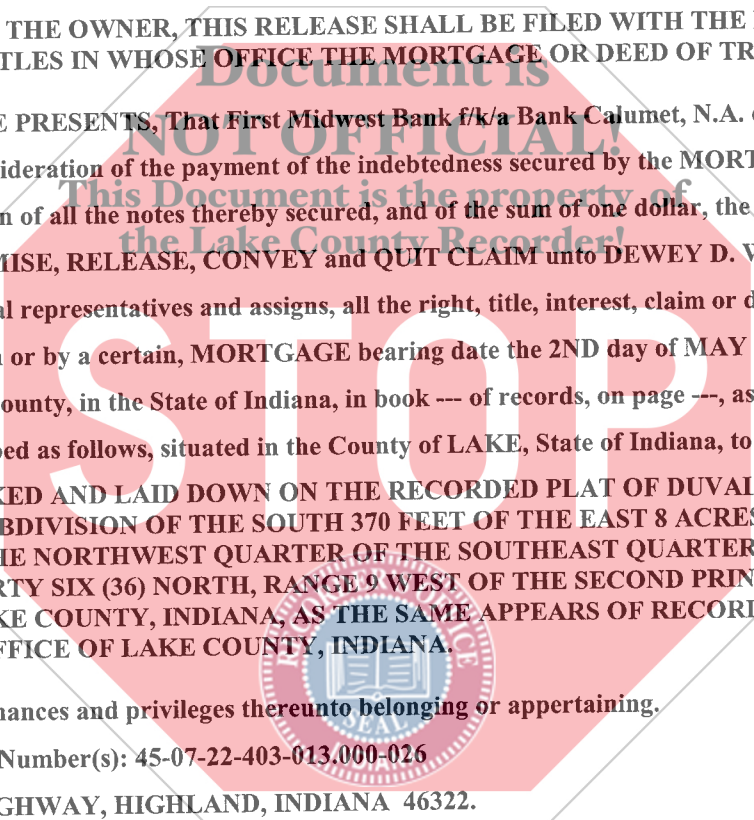 THE OWNER, THIS RELEASE SHALL BE FILED WITH THE
TLES IN WHOSE OFFICE THE MORTGAGE OR DEED OF TR
Document is
E PRESENTS, That First Midwest Bank f/k/a Bank Calumet, N.A.
NOT OFFICIAL!
ideration of the payment of the indebtedness secured by the MORT
This Document is the property of
n of all the notes thereby secured, and of the sum of one dollar, the
the Lake County Recorder!
MISE, RELEASE, CONVEY and QUIT CLAIM unto DEWEY D. W
al representatives and assigns, all the right, title, interest, claim or d
STOP
n or by a certain, MORTGAGE bearing date the 2ND day of MAY
ounty, in the State of Indiana, in book --- of records, on page ---, as
bed as follows, situated in the County of LAKE, State of Indiana, to
KED AND LAID DOWN ON THE RECORDED PLAT OF DUVAL
BDIVISION OF THE SOUTH 370 FEET OF THE EAST 8 ACRES
HE NORTHWEST QUARTER OF THE SOUTHEAST QUARTER
RTY SIX (36) NORTH, RANGE 9 WEST OF THE SECOND PRIN
KE COUNTY, INDIANA, AS THE SAME APPEARS OF RECORD
FFICE OF LAKE COUNTY, INDIANA.
SEAL
nances and privileges thereunto belonging or appertaining.
Number(s): 45-07-22-403-013.000-026
GHWAY, HIGHLAND, INDIANA 46322.